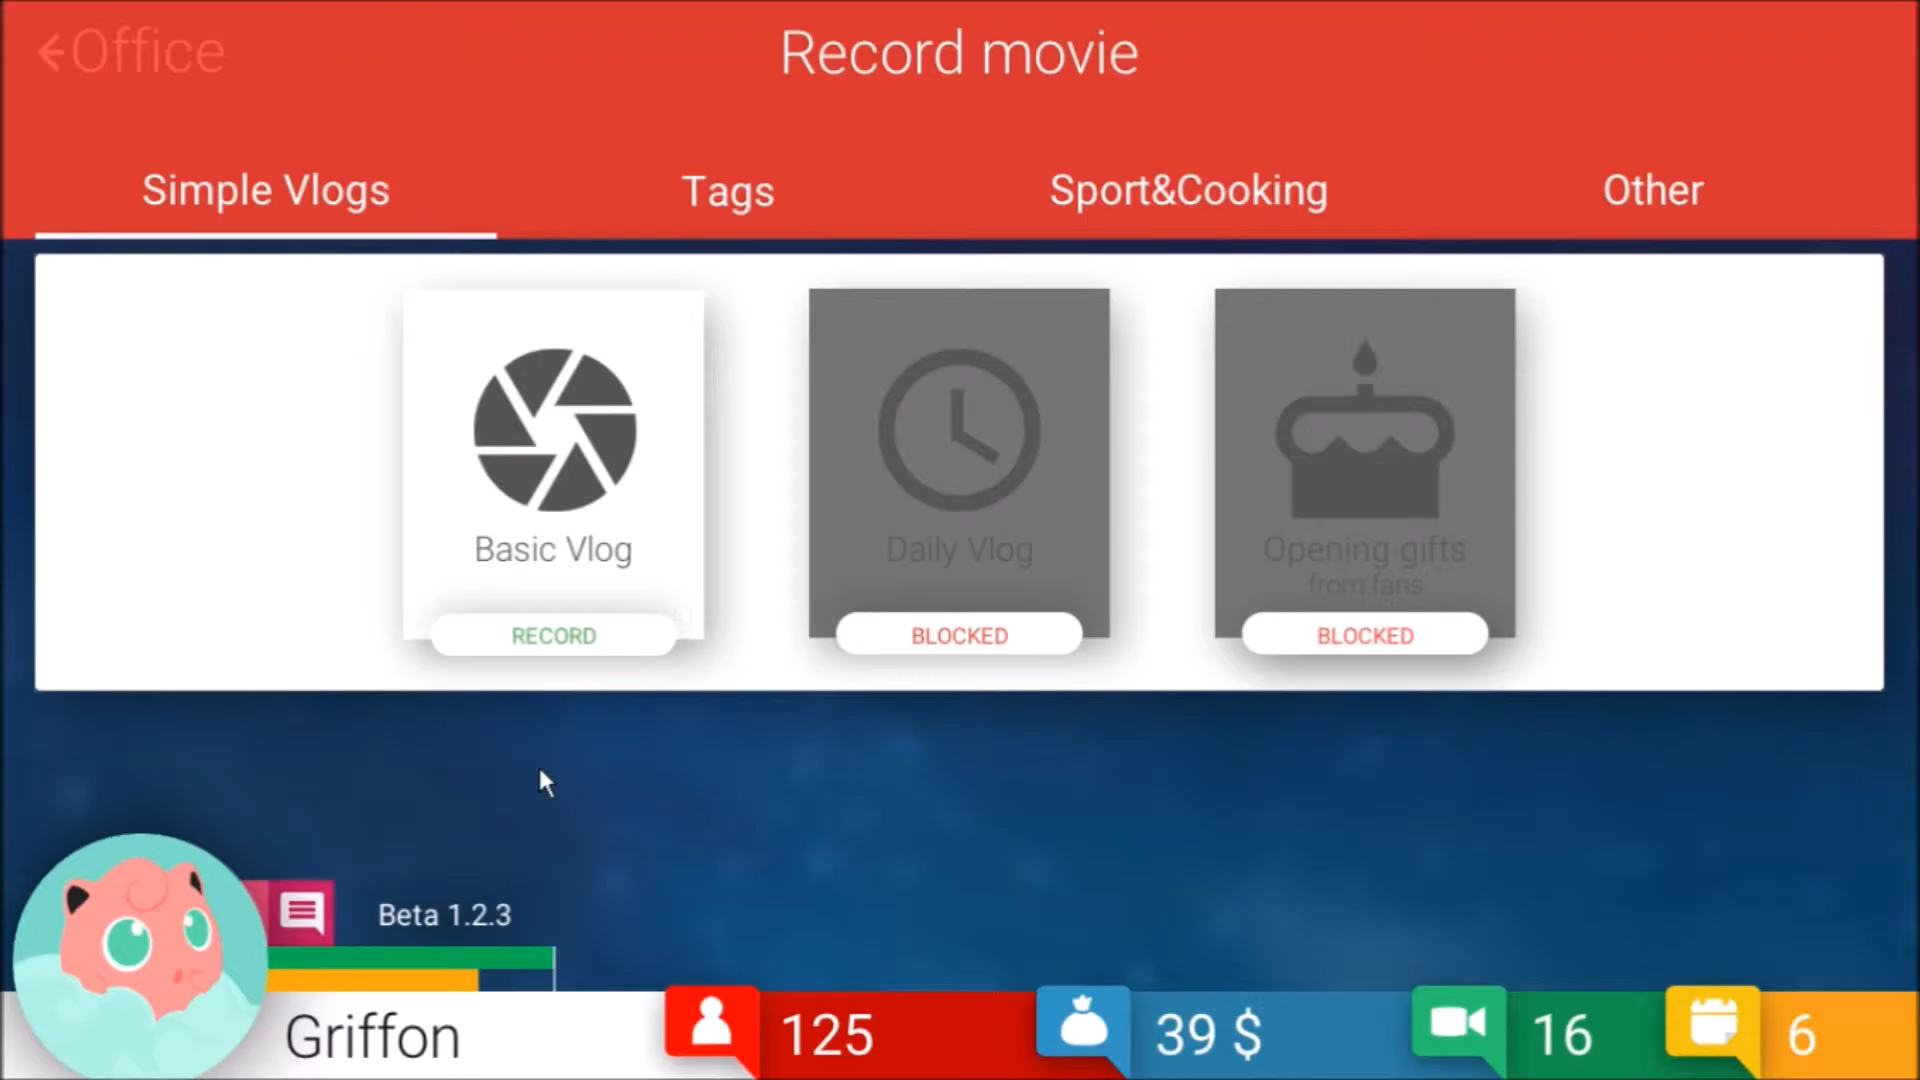 Office
Record movie
Simple Vlogs
Tags
Sport&Cooking
Other
Basic Vlog
Daily Vlog
Opening gifts
from fans
RECORD
BLOCKED
BLOCKED
Beta 1.2.3
Griffon
125
39 $
16
6